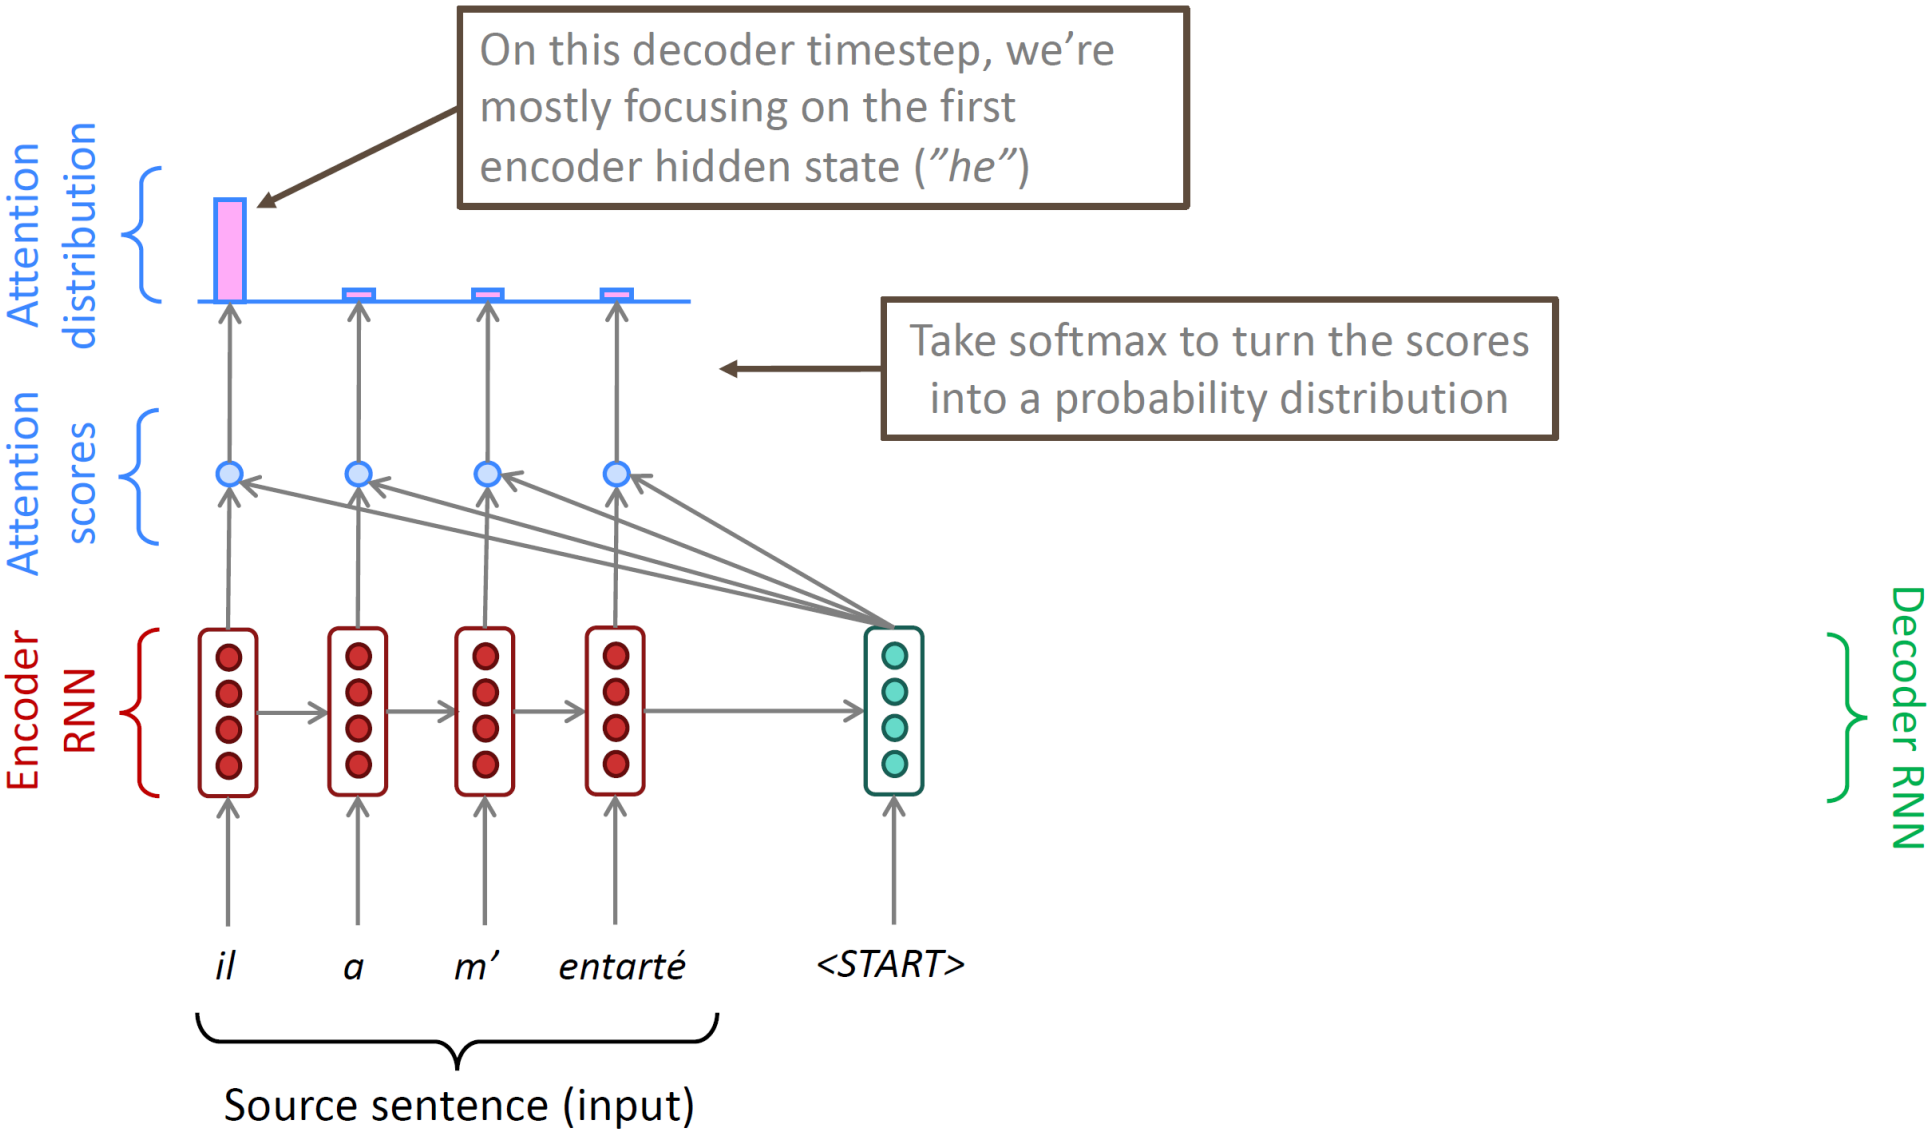 On this decoder timestep, we’re
mostly focusing on the first
encoder hidden state (”he”)
Attention
distribution
Take softmax to turn the scores
into a probability distribution
Attention
scores
Encoder
RNN
Decoder RNN
il a m’ entarté <START>
Source sentence (input)